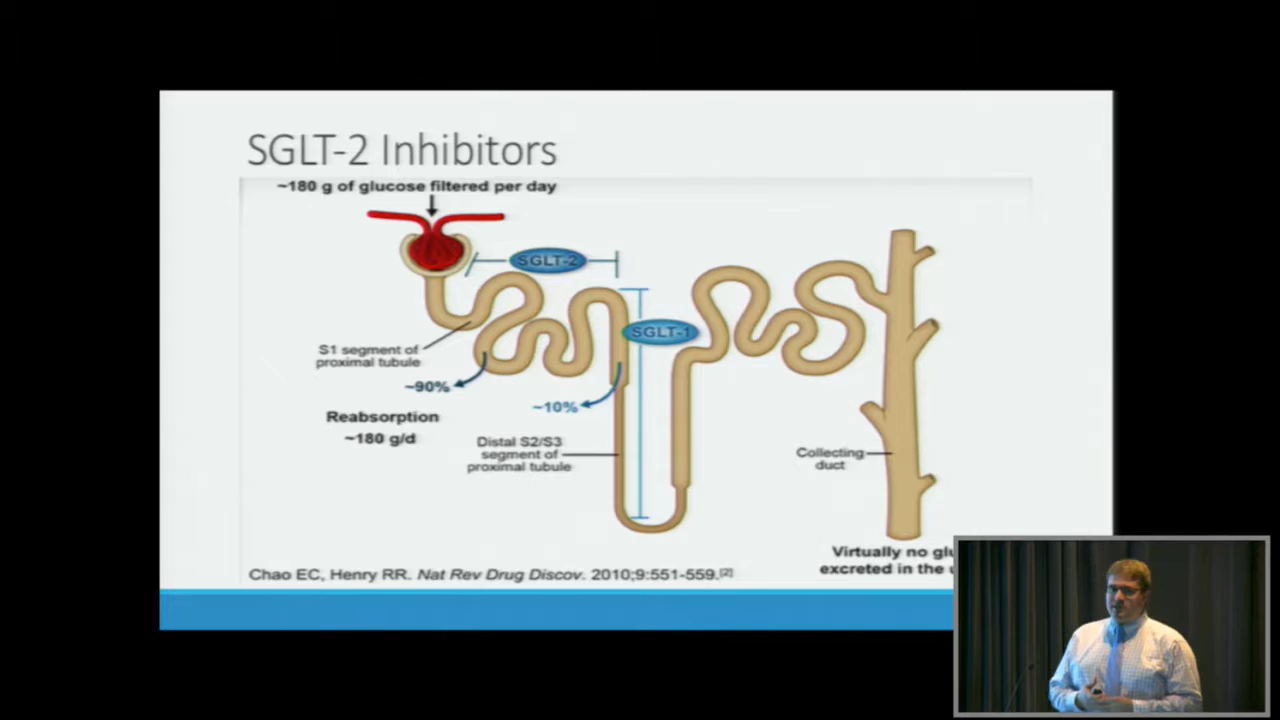 SGLT-2 Inhibitors
~180 g of glucose filtered per day
SGLT-2
SGLT-1
S1 segment of
proximal tubule
~90%
~10%
Reabsorption
~180 g/d
Distal S2/S3
segment of
proximal tubule
Collecting
duct
Virtually no
excreted in the
Chao EC, Henry RR. Nat Rev Drug Discov. 2010;9:551-559.[2]